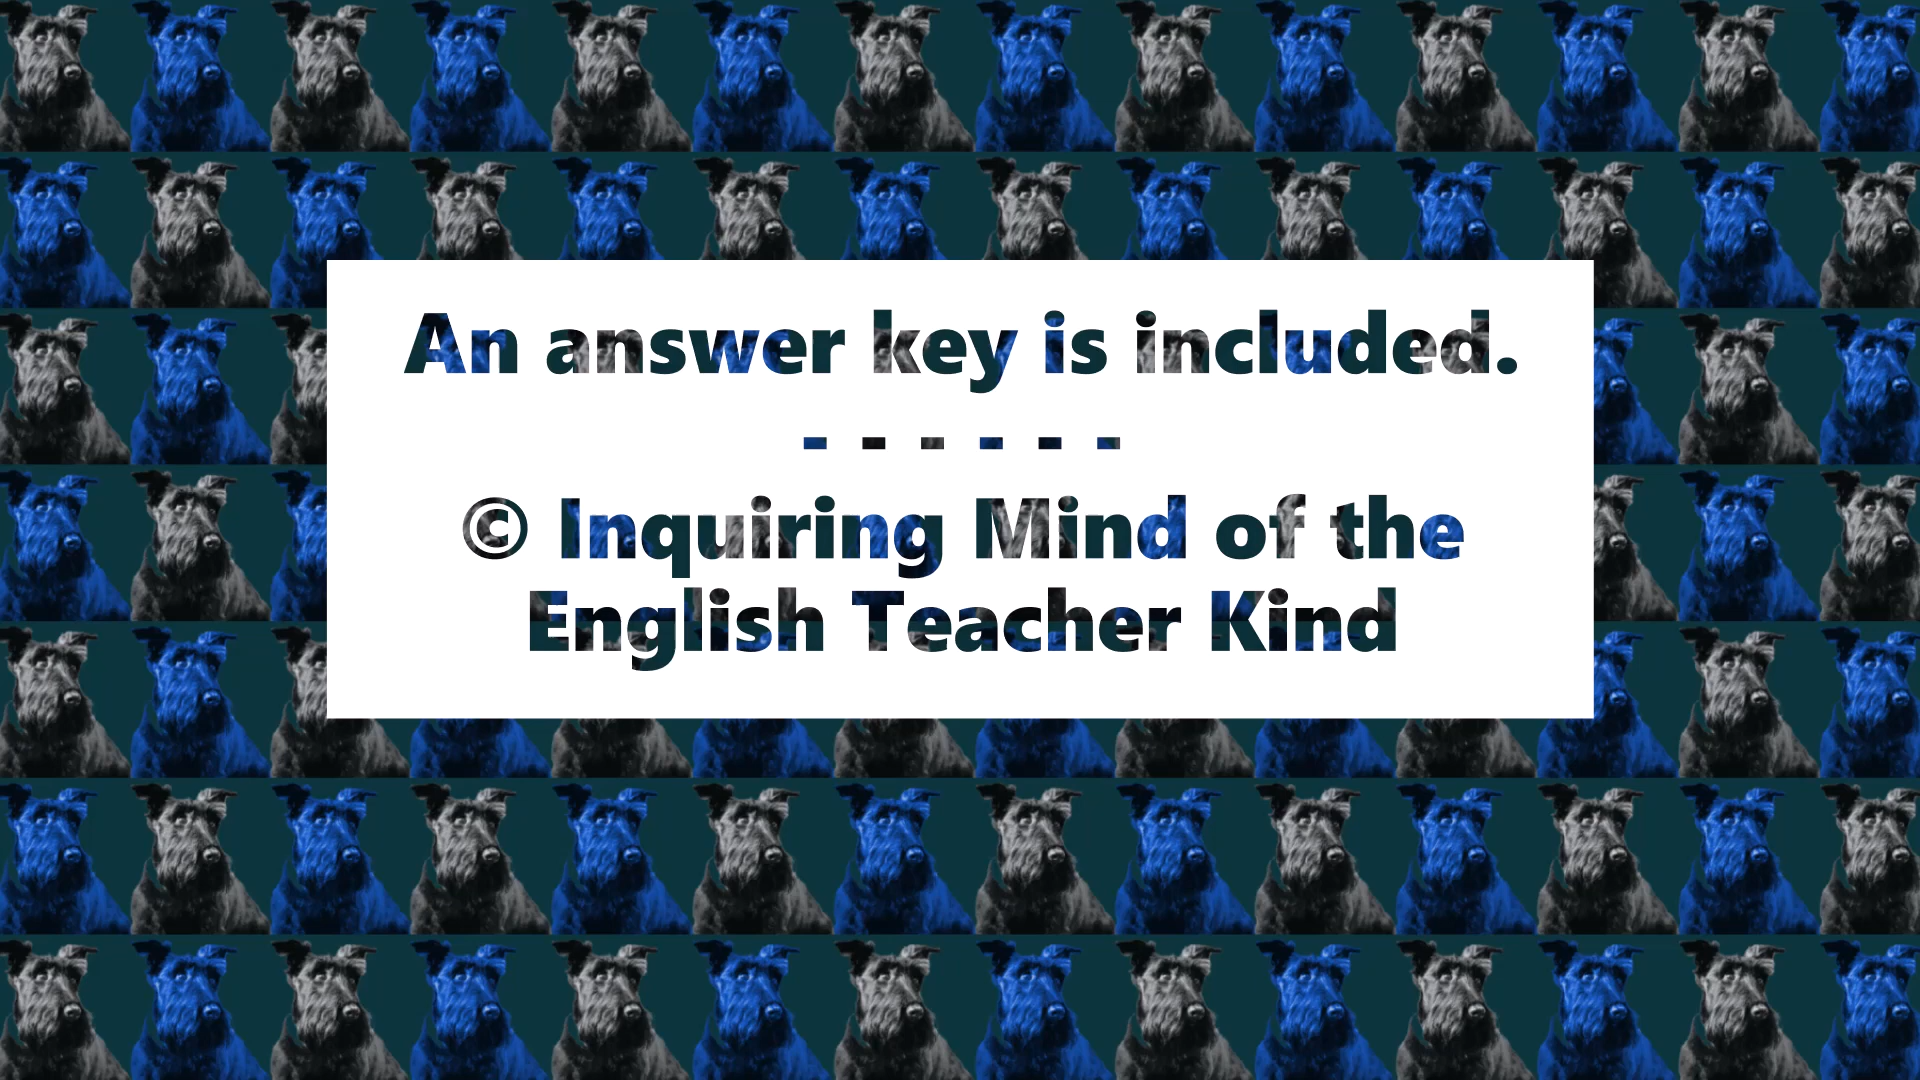 An answer key is included.
- - - - - -
© Inquiring Mind of the
English Teacher Kind